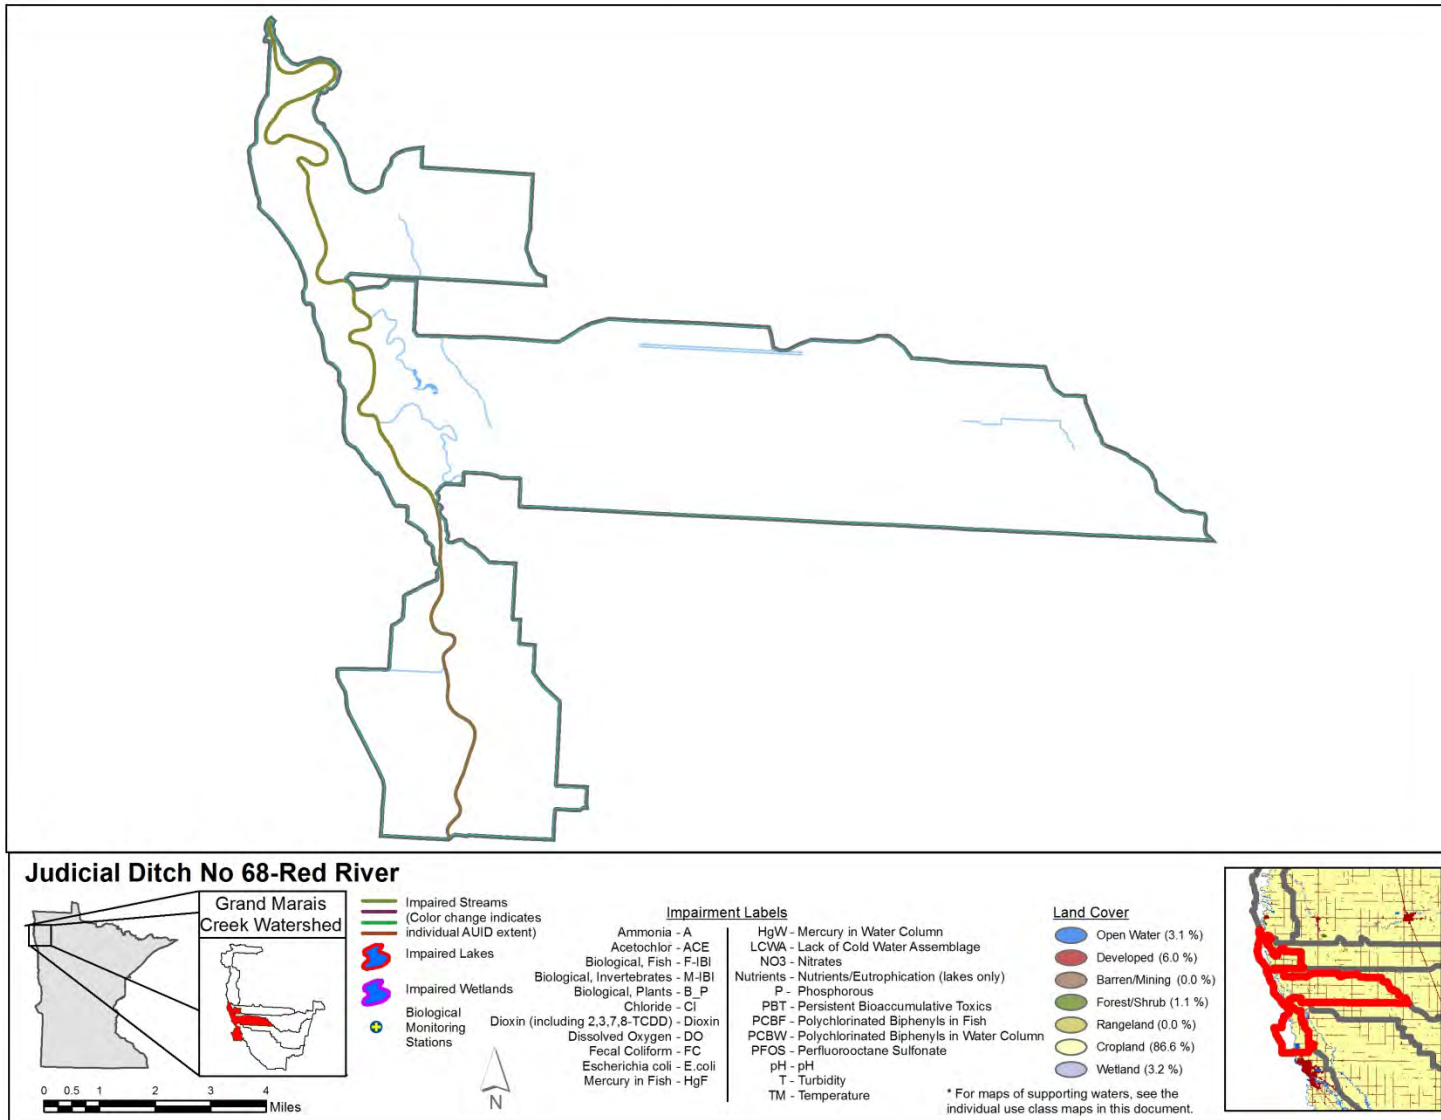 Judicial Ditch No 68-Red River
Grand Marais
Creek Watershed
0 0.5 1 2 3 4
Miles
Impaired Streams
(Color change indicates
individual AUID extent)
Impaired Lakes
Impaired Wetlands
Biological
Monitoring
Stations
N
Impairment Labels
Ammonia - A
Acetochlor - ACE
Biological, Fish - F-IBI
Biological, Invertebrates - M-IBI
Biological, Plants - B_P
Chloride - Cl
Dioxin (including 2,3,7,8-TCDD) - Dioxin
Dissolved Oxygen - DO
Fecal Coliform - FC
Escherichia coli - E.coli
Mercury in Fish - HgF
HgW - Mercury in Water Column
LCWA - Lack of Cold Water Assemblage
NO3 - Nitrates
Nutrients - Nutrients/Eutrophication (lakes only)
P - Phosphorous
PBT - Persistent Bioaccumulative Toxics
PCBF - Polychlorinated Biphenyls in Fish
PCBW - Polychlorinated Biphenyls in Water Column
PFOS - Perfluorooctane Sulfonate
pH - pH
T - Turbidity
TM - Temperature
Land Cover
Open Water (3.1 %)
Developed (6.0 %)
Barren/Mining (0.0 %)
Forest/Shrub (1.1 %)
Rangeland (0.0 %)
Cropland (86.6 %)
Wetland (3.2 %)
* For maps of supporting waters, see the
individual use class maps in this document.